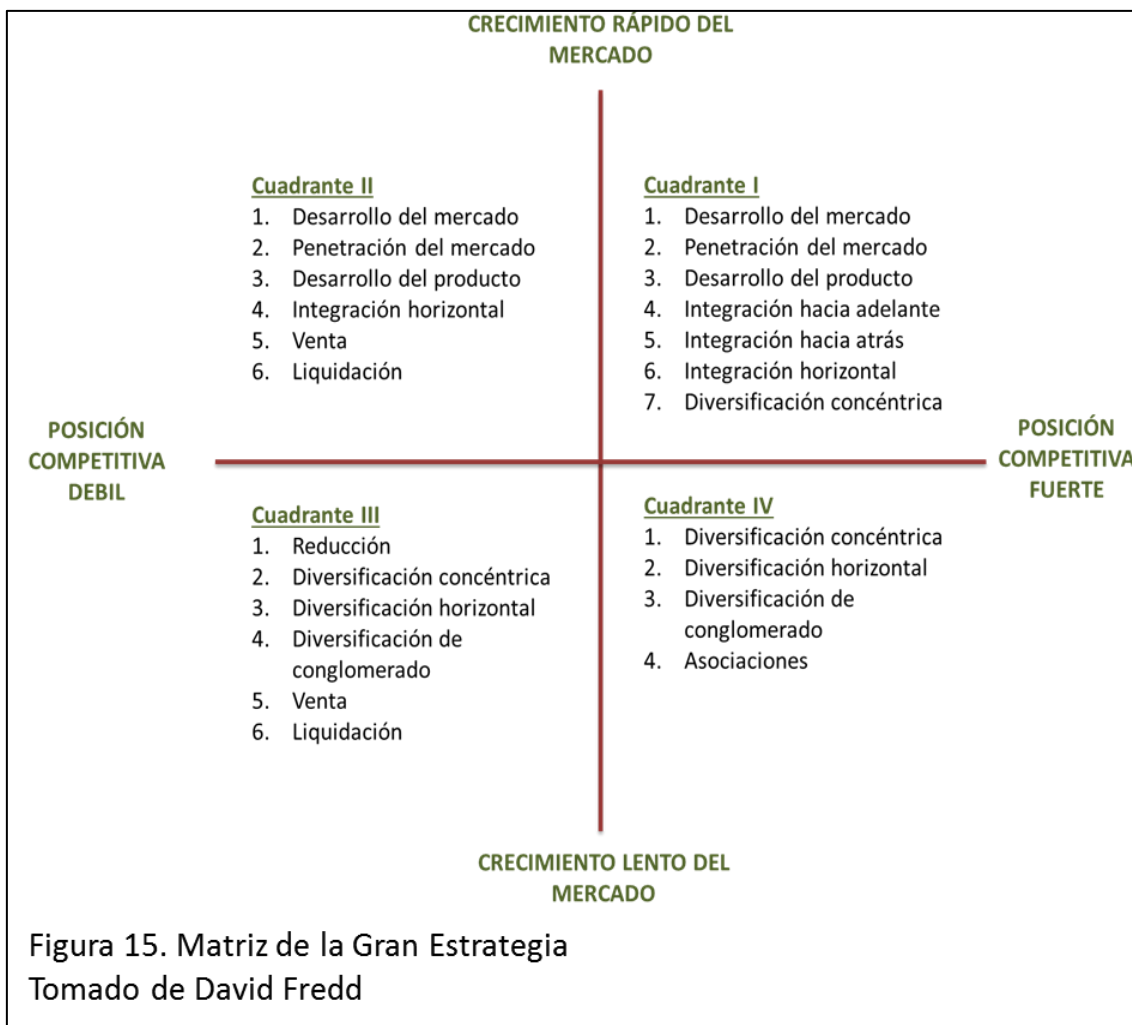 CRECIMIENTO RÁPIDO DEL
MERCADO
Cuadrante II
1. Desarrollo del mercado
2. Penetración del mercado
3. Desarrollo del producto
4. Integración horizontal
5. Venta
6. Liquidación
Cuadrante I
1. Desarrollo del mercado
2. Penetración del mercado
3. Desarrollo del producto
4. Integración hacia adelante
5. Integración hacia atrás
6. Integración horizontal
7. Diversificación concéntrica
POSICIÓN
COMPETITIVA
DEBIL
POSICIÓN
COMPETITIVA
FUERTE
Cuadrante III
1. Reducción
2. Diversificación concéntrica
3. Diversificación horizontal
4. Diversificación de
conglomerado
5. Venta
6. Liquidación
Cuadrante IV
1. Diversificación concéntrica
2. Diversificación horizontal
3. Diversificación de
conglomerado
4. Asociaciones
CRECIMIENTO LENTO DEL
MERCADO
Figura 15. Matriz de la Gran Estrategia
Tomado de David Fredd